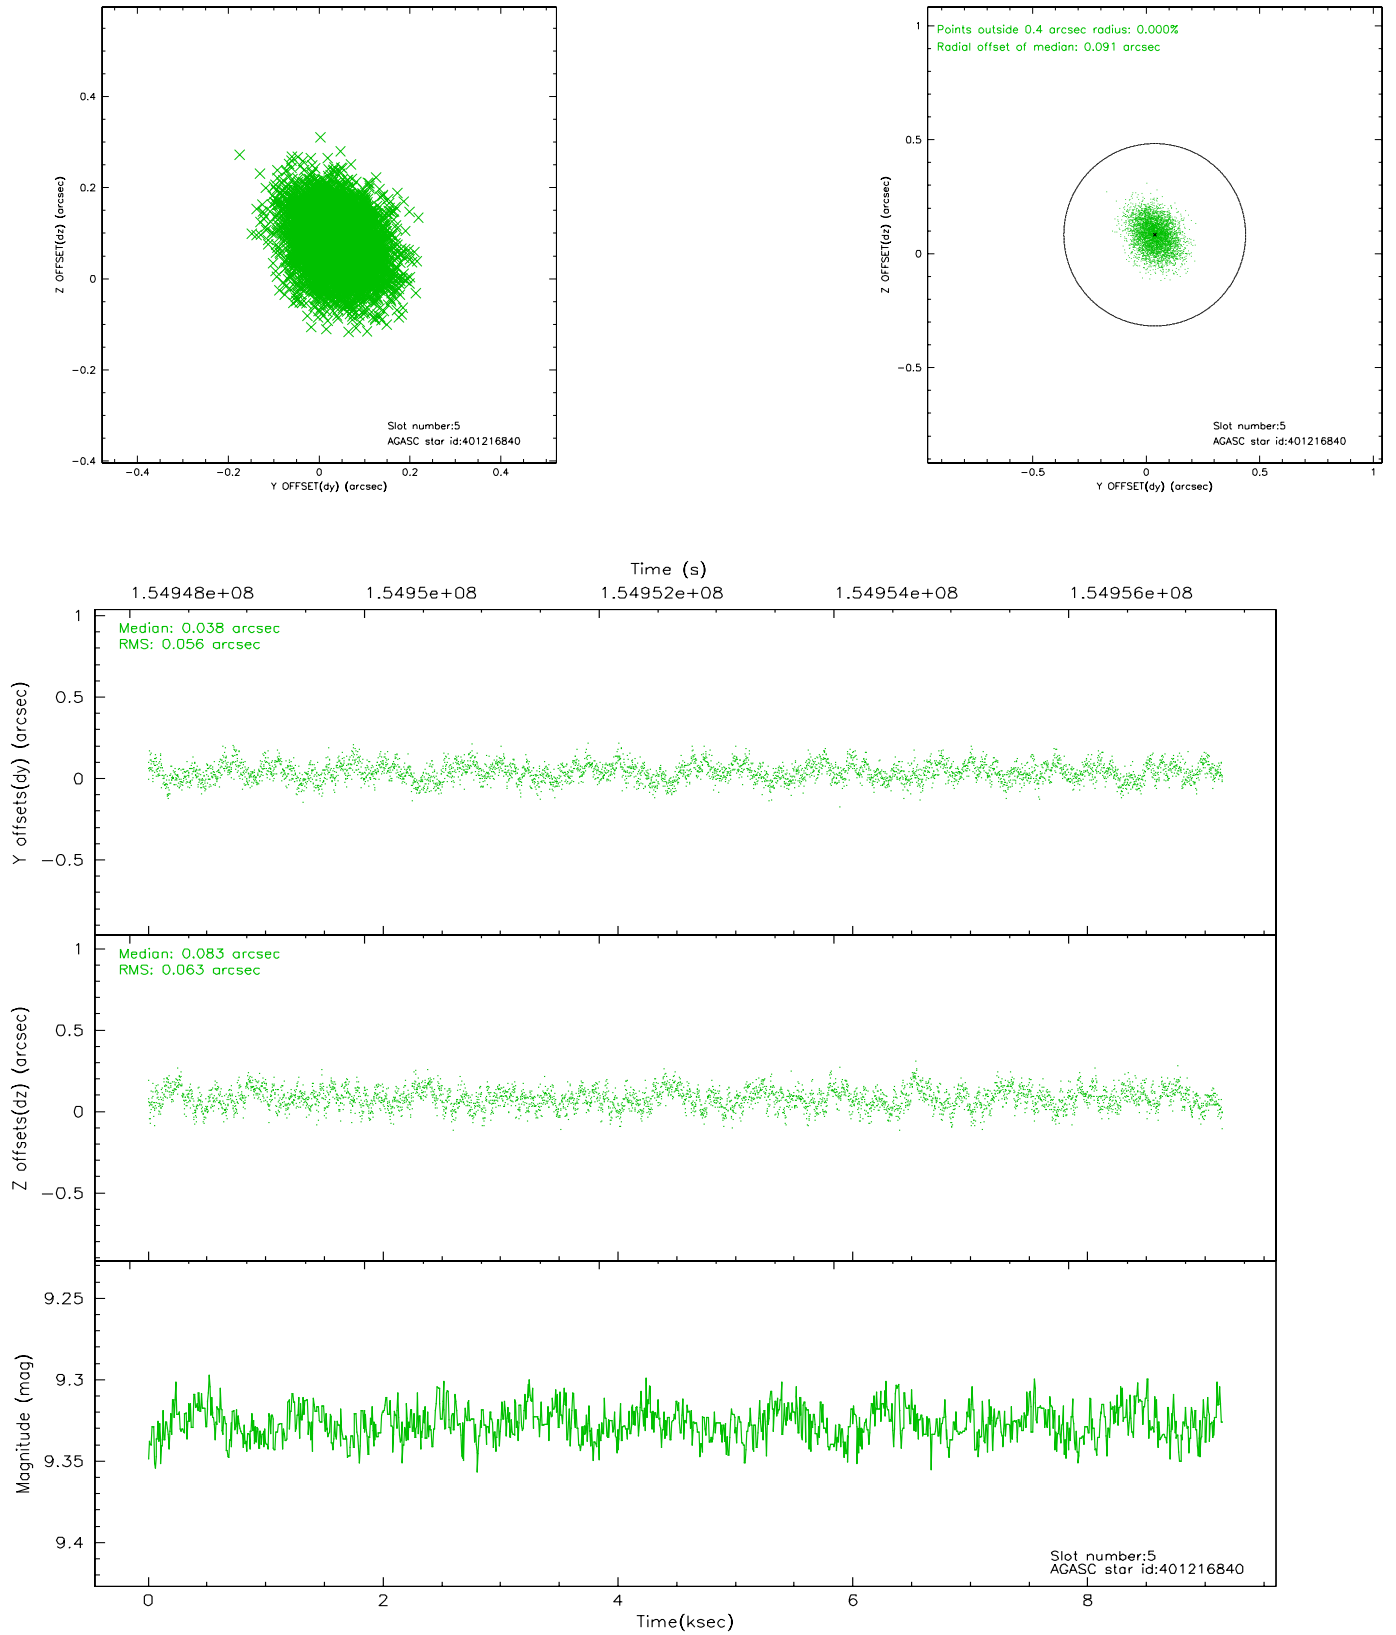 0.4
0.2
0
−0.2
−0.4
Z OFFSET(dz) (arcsec)
Slot number:5
AGASC star id:401216840
−0.4 −0.2 0 0.2 0.4
Y OFFSET(dy) (arcsec)
Points outside 0.4 arcsec radius: 0.000%
Radial offset of median: 0.091 arcsec
1
0.5
0
−0.5
Z OFFSET(dz) (arcsec)
Slot number:5
AGASC star id:401216840
−0.5 0 0.5 1
Y OFFSET(dy) (arcsec)
Time (s)
1.54948e+08 1.5495e+08 1.54952e+08 1.54954e+08 1.54956e+08
Median: 0.038 arcsec
RMS: 0.056 arcsec
1
0.5
0
−0.5
Y offsets(dy) (arcsec)
Median: 0.083 arcsec
RMS: 0.063 arcsec
1
0.5
0
−0.5
Z offsets(dz) (arcsec)
9.25
9.3
9.35
9.4
Magnitude (mag)
Slot number:5
AGASC star id:401216840
0 2 4 6 8
Time(ksec)